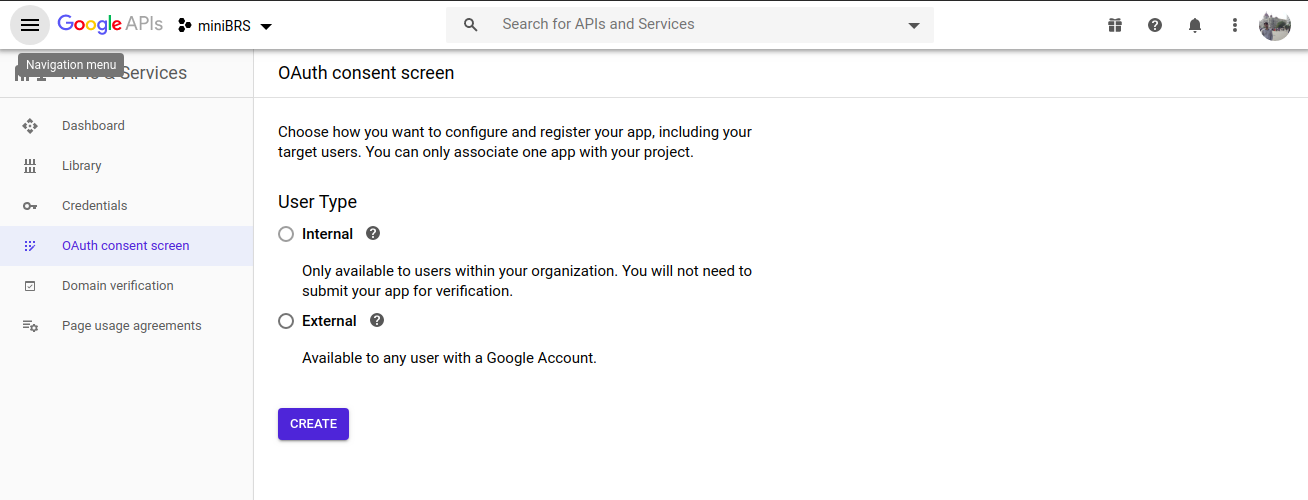 Google APIs
miniBRS
Search for APIs and Services
Navigation menu
APIs & Services
OAuth consent screen
Dashboard
Library
Credentials
OAuth consent screen
Domain verification
Page usage agreements
Choose how you want to configure and register your app, including your
target users. You can only associate one app with your project.
User Type
Internal
Only available to users within your organization. You will not need to
submit your app for verification.
External
Available to any user with a Google Account.
CREATE